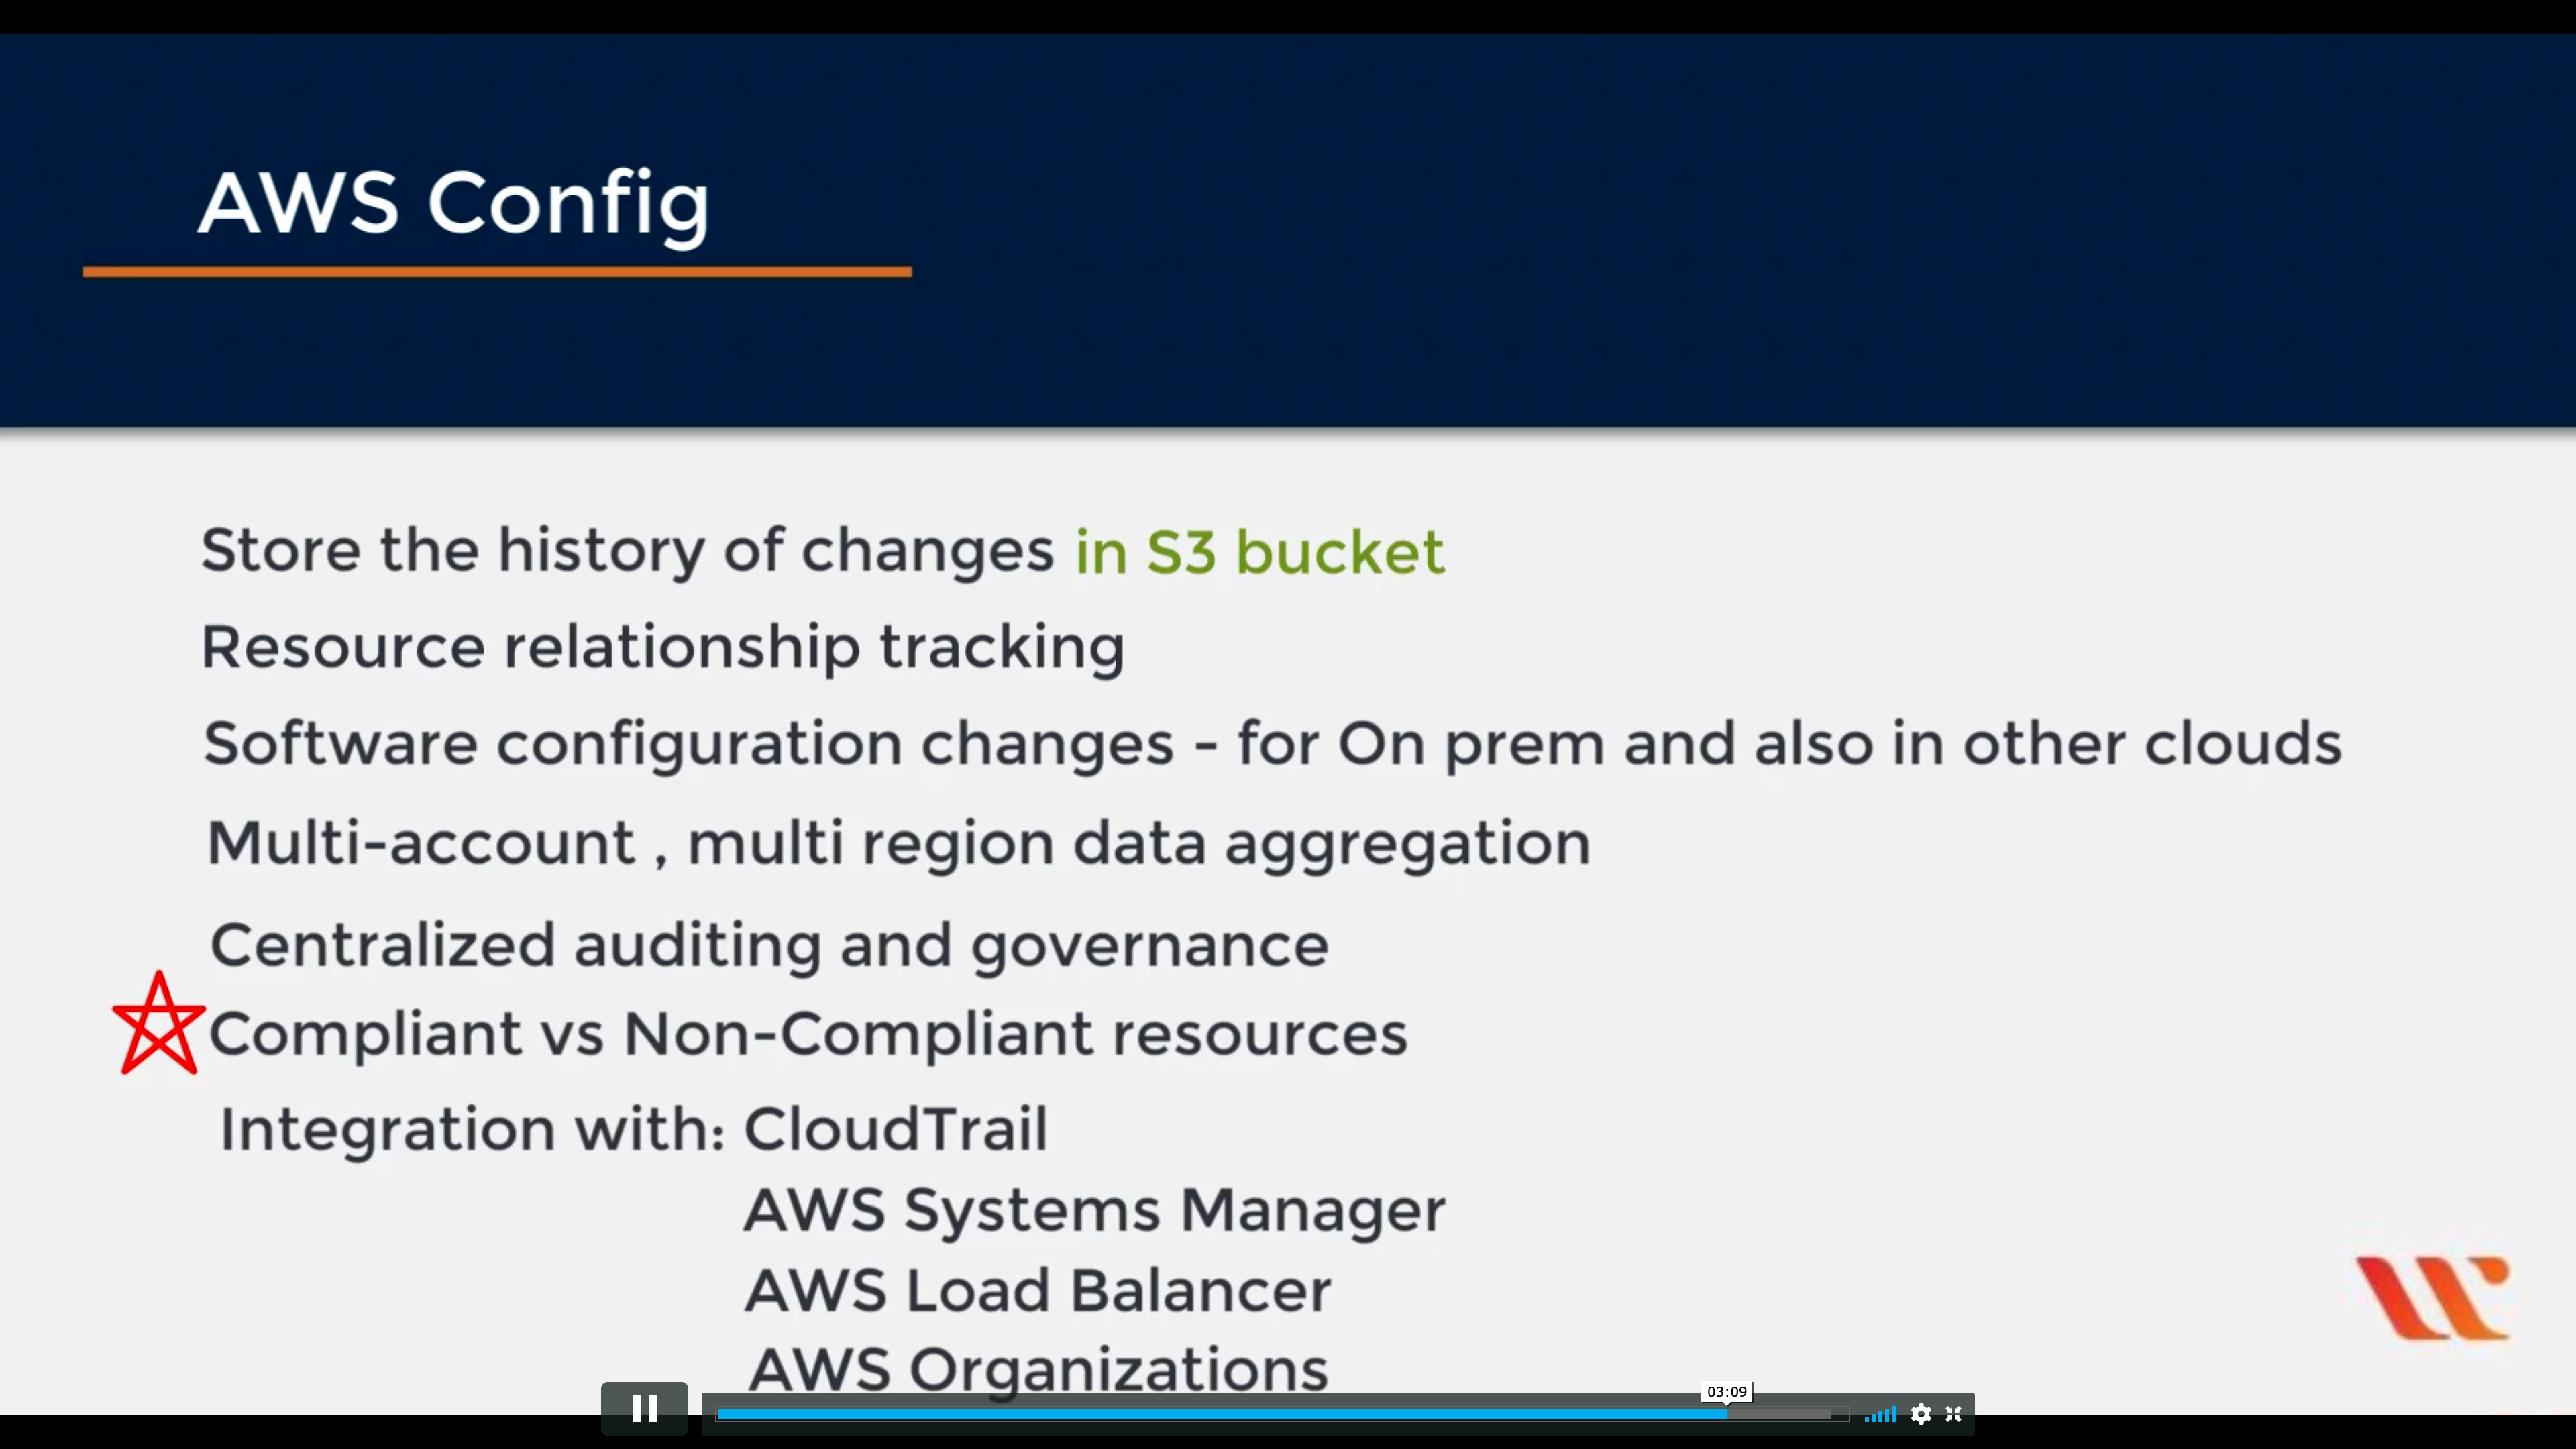 AWS Config
Store the history of changes in S3 bucket
Resource relationship tracking
Software configuration changes - for On prem and also in other clouds
Multi-account , multi region data aggregation
Centralized auditing and governance
Compliant vs Non-Compliant resources
Integration with: CloudTrail
AWS Systems Manager
AWS Load Balancer
AWS Organizations
03:09